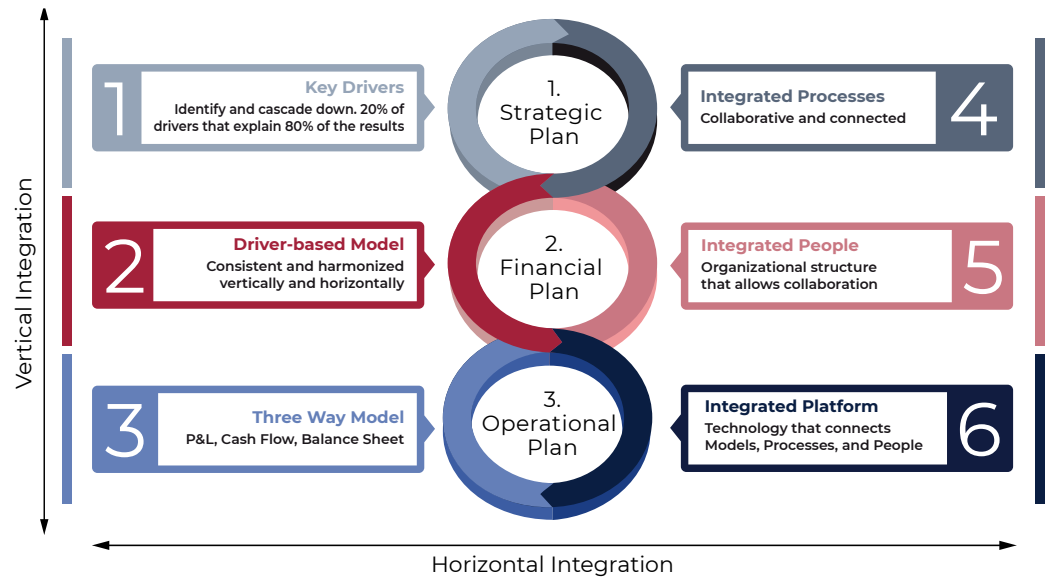 1
Key Drivers
Identify and cascade down. 20% of
drivers that explain 80% of the results
1.
Strategic
Plan
Integrated Processes
Collaborative and connected
4
Vertical Integration
2
Driver-based Model
Consistent and harmonized
vertically and horizontally
2.
Financial
Plan
Integrated People
Organizational structure
that allows collaboration
5
3
Three Way Model
P&L, Cash Flow, Balance Sheet
3.
Operational
Plan
Integrated Platform
Technology that connects
Models, Processes, and People
6
Horizontal Integration